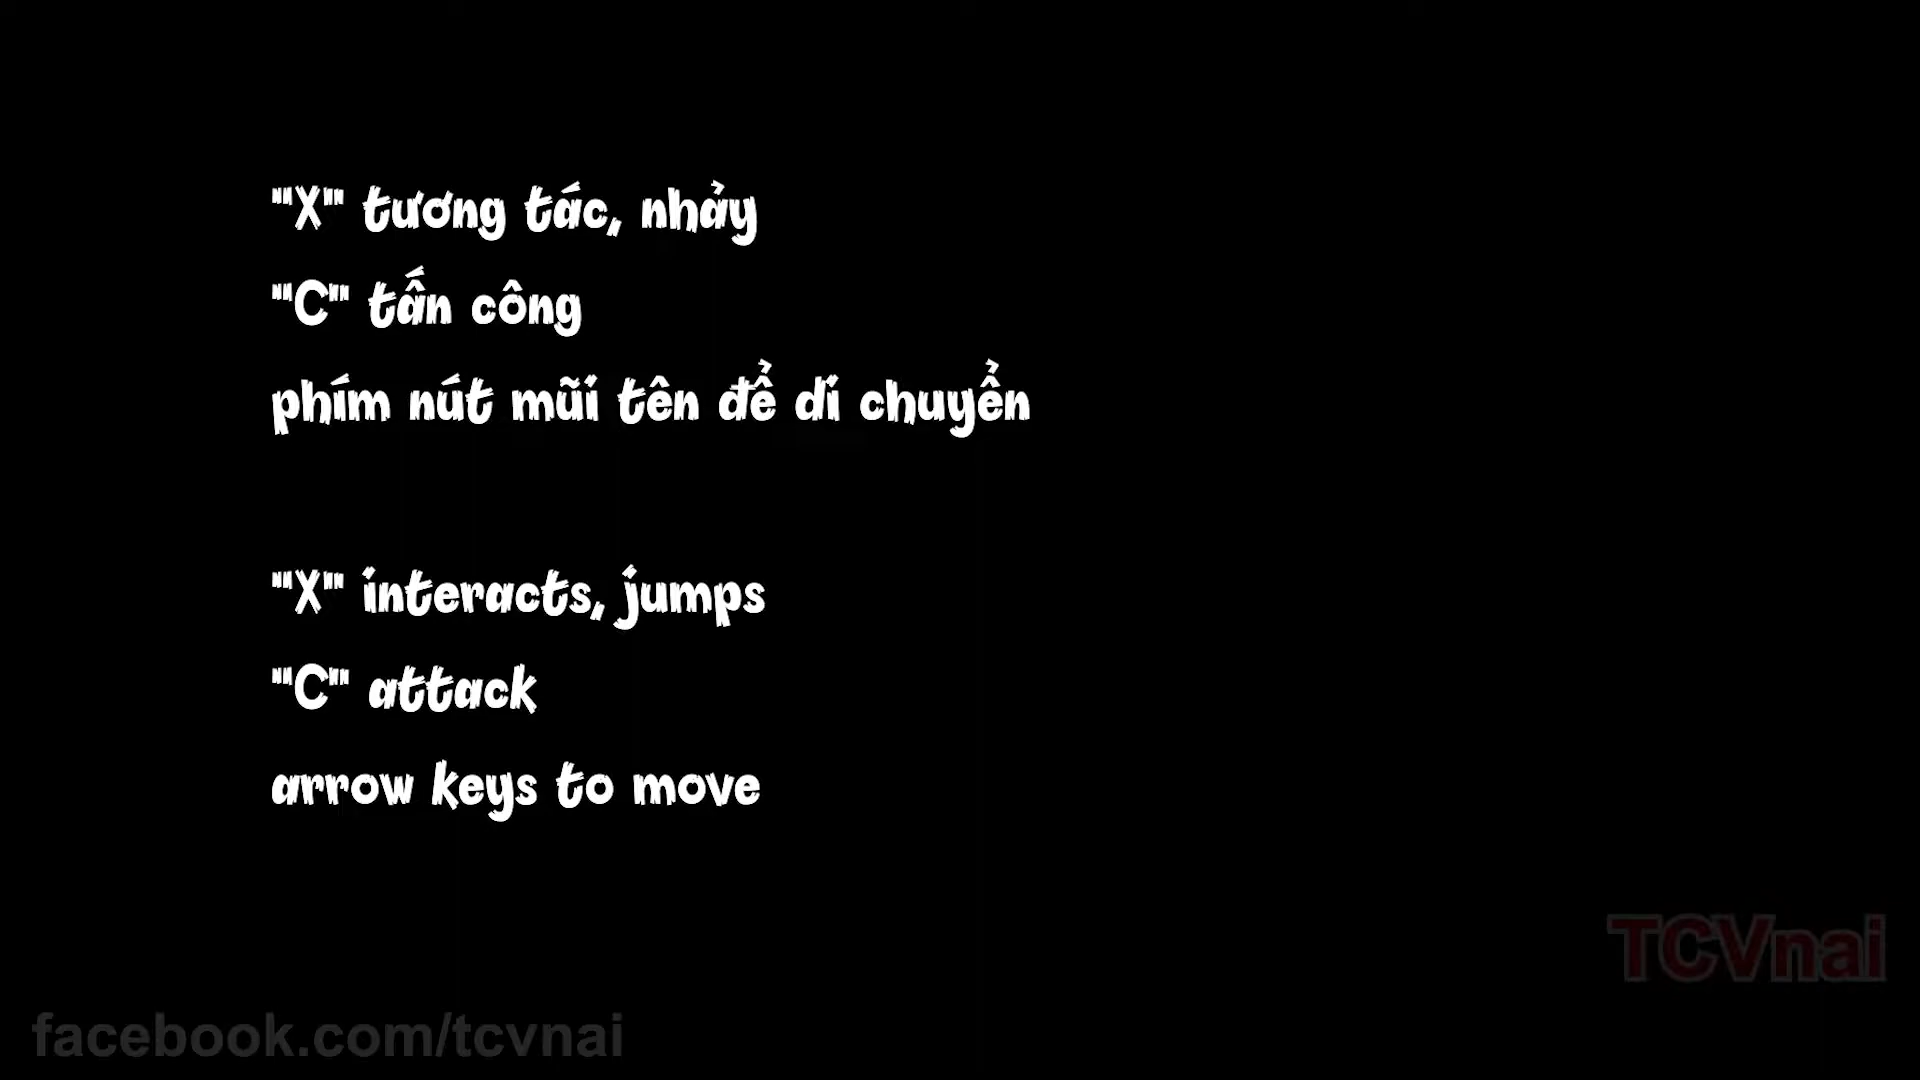 "X" tương tác, nhảy
"C" tấn công
phím nút mũi tên để di chuyển
"X" interacts, jumps
"C" attack
arrow keys to move
TCVnai
facebook.com/tcvnai